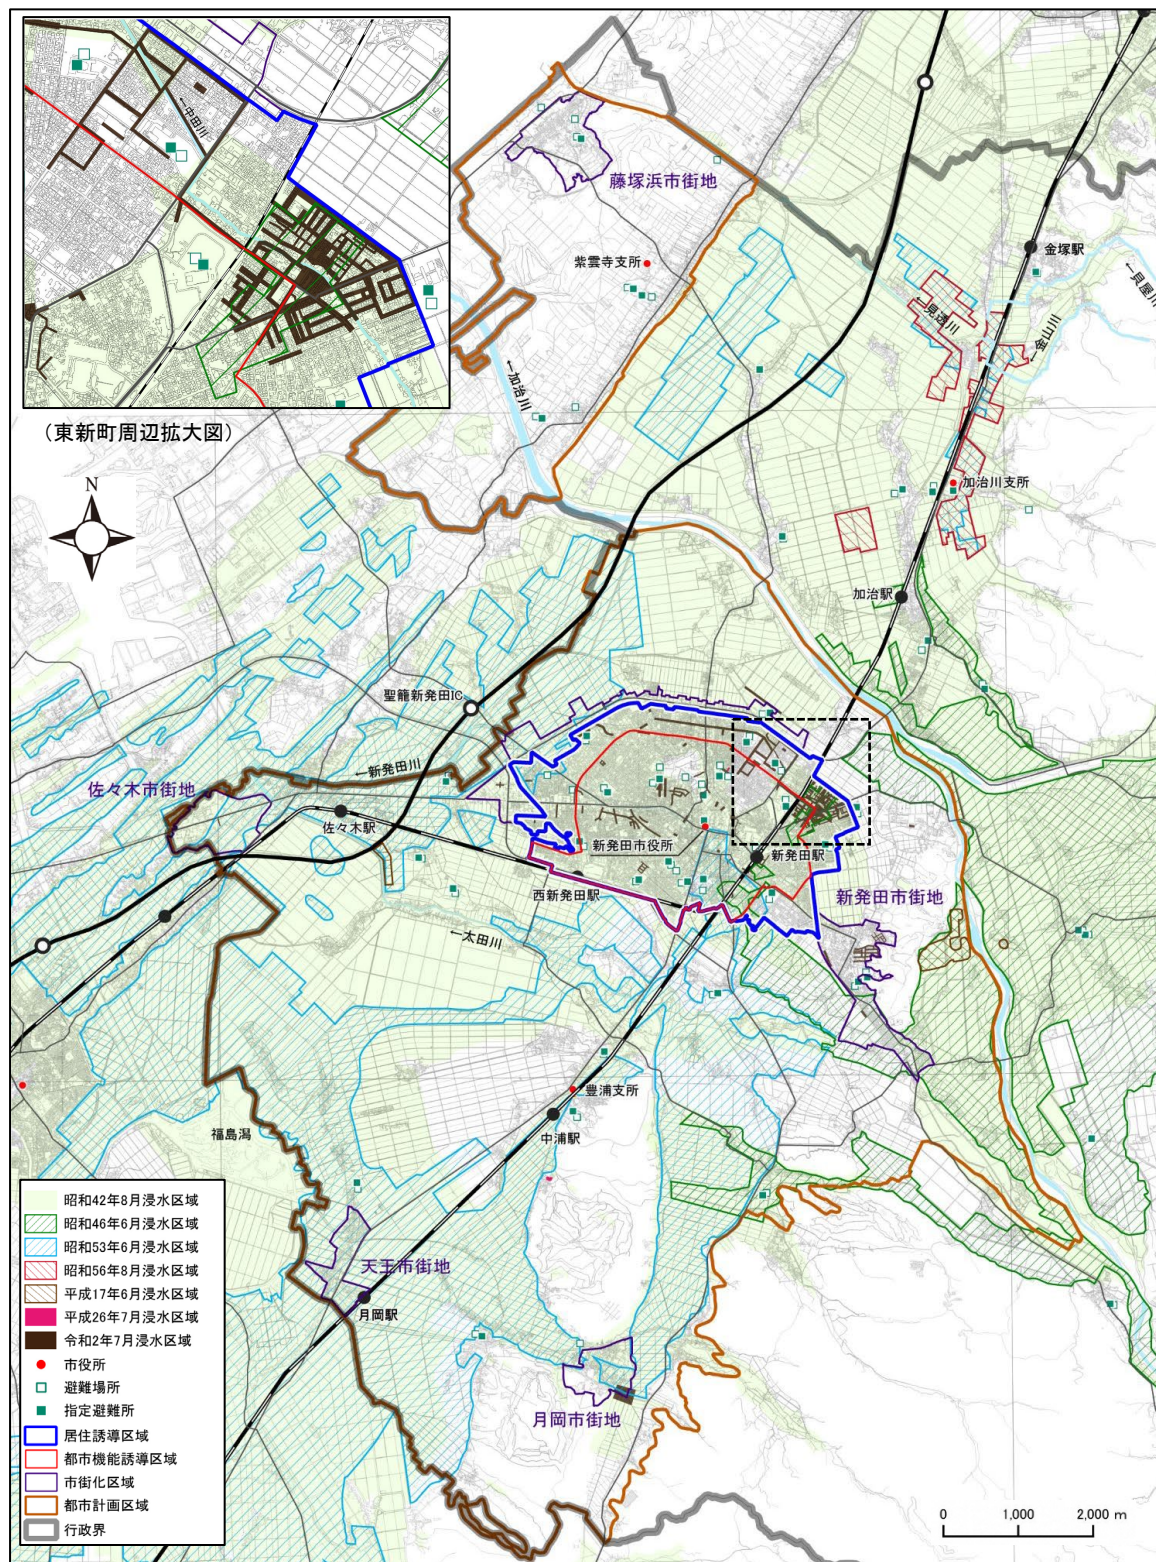 ←中田川
(東新町周辺拡大図)
N
藤塚浜市街地
紫雲寺支所
金塚駅
←貝屋川
←見透川
←金山川
←加治川
加治川支所
加治駅
聖籠新発田IC
←新発田川
佐々木市街地
佐々木駅
新発田市役所
新発田駅
西新発田駅
新発田市街地
←太田川
豊浦支所
中浦駅
福島潟
天王市街地
月岡駅
月岡市街地
昭和42年8月浸水区域
昭和46年6月浸水区域
昭和53年6月浸水区域
昭和56年8月浸水区域
平成17年6月浸水区域
平成26年7月浸水区域
令和2年7月浸水区域
市役所
避難場所
指定避難所
居住誘導区域
都市機能誘導区域
市街化区域
都市計画区域
行政界
0 1,000 2,000 m